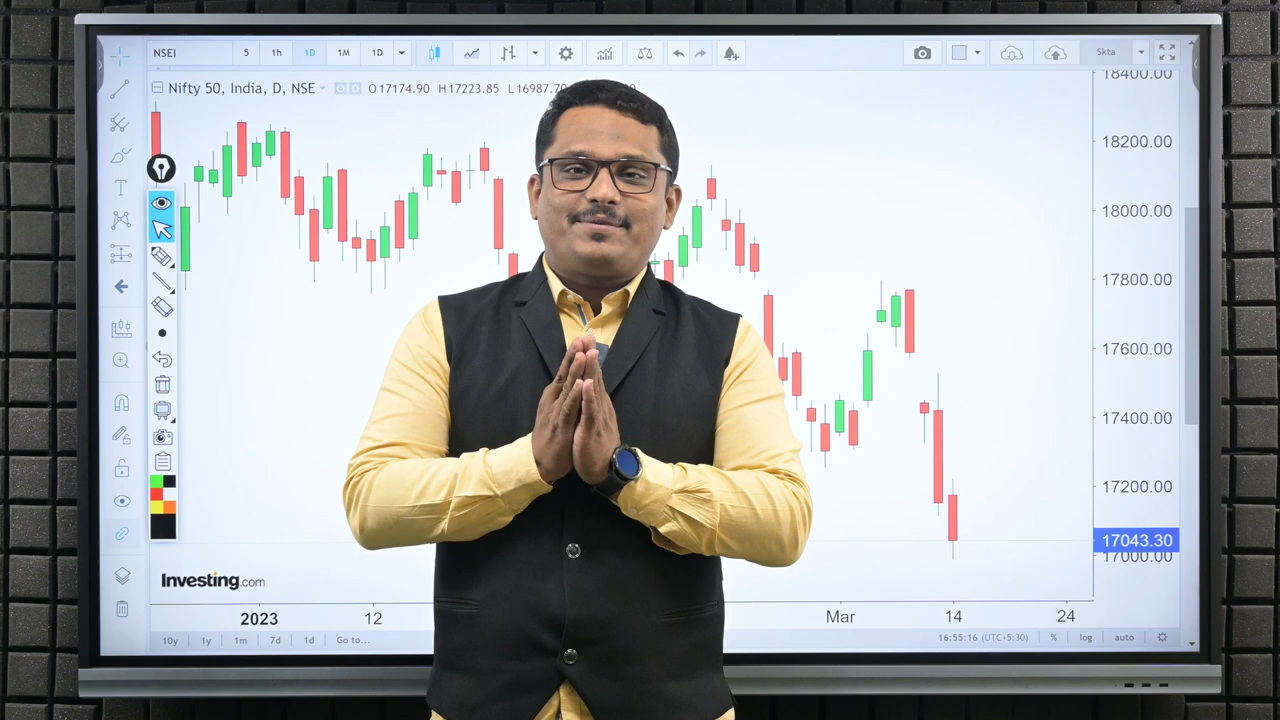 NSEI 5 1h 1D 1M 1D Skta
Nifty 50, India, D, NSE O17174.90 H17223.85 L16987.70
18400.00
18200.00
18000.00
17800.00
17600.00
17400.00
17200.00
17043.30
17000.00
Investing.com
2023 12 Mar 14 24
10y 1y 1m 7d 1d Go to... 16:55:16 (UTC+5:30) % log auto